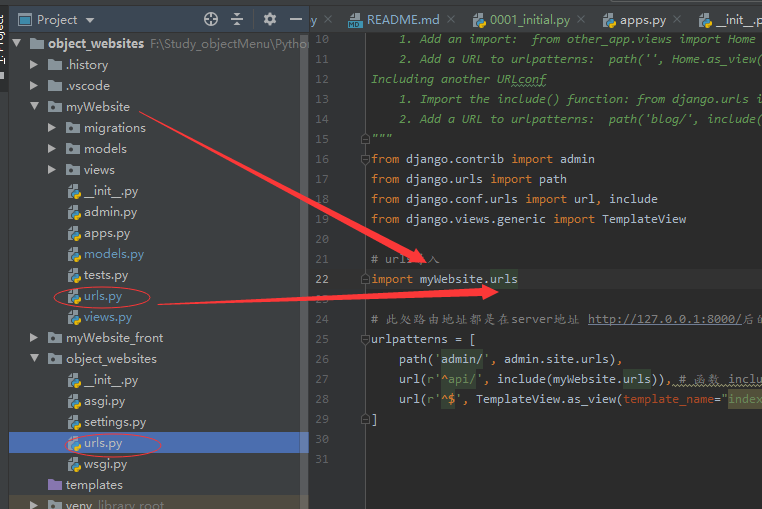 Project
object_websites F:\Study_objectMenu\Python
.history
.vscode
myWebsite
migrations
models
views
__init__.py
admin.py
apps.py
models.py
tests.py
urls.py
views.py
myWebsite_front
object_websites
__init__.py
asgi.py
settings.py
urls.py
wsgi.py
templates
venv library root
README.md
0001_initial.py
apps.py
__init__.p
10 1. Add an import: from other_app.views import Home
11 2. Add a URL to urlpatterns: path('', Home.as_view(
12 Including another URLconf
13 1. Import the include() function: from django.urls i
14 2. Add a URL to urlpatterns: path('blog/', include(
15 """
16 from django.contrib import admin
17 from django.urls import path
18 from django.conf.urls import url, include
19 from django.views.generic import TemplateView
20
21 # url 入
22 import myWebsite.urls
23
24 # 此处路由地址都是在server地址 http://127.0.0.1:8000/后的
25 urlpatterns = [
26 path('admin/', admin.site.urls),
27 url(r'^api/', include(myWebsite.urls)), # 函数 inclu
28 url(r'^$', TemplateView.as_view(template_name="index
29 ]
30
31